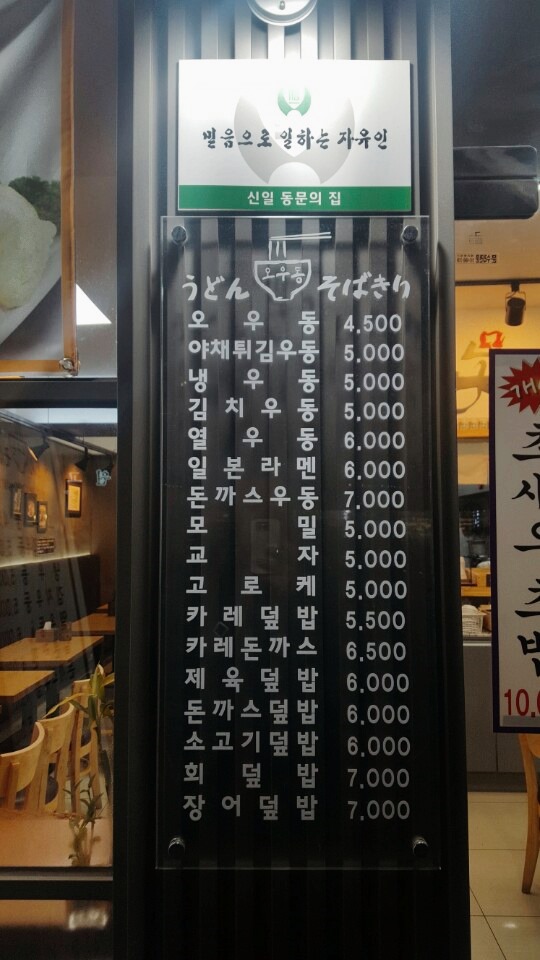 믿음으로 일하는 자유인
신일 동문의 집
오우동
うどん そばきり
오우동 4,500
야채튀김우동 5,000
냉우동 5,000
김치우동 5,000
열우동 6,000
일본라멘 6,000
돈까스우동 7,000
모밀 5,000
교자 5,000
고로케 5,000
카레덮밥 5,500
카레돈까스 6,500
제육덮밥 6,000
돈까스덮밥 6,000
소고기덮밥 6,000
회덮밥 7,000
장어덮밥 7,000
초
새우
초밥